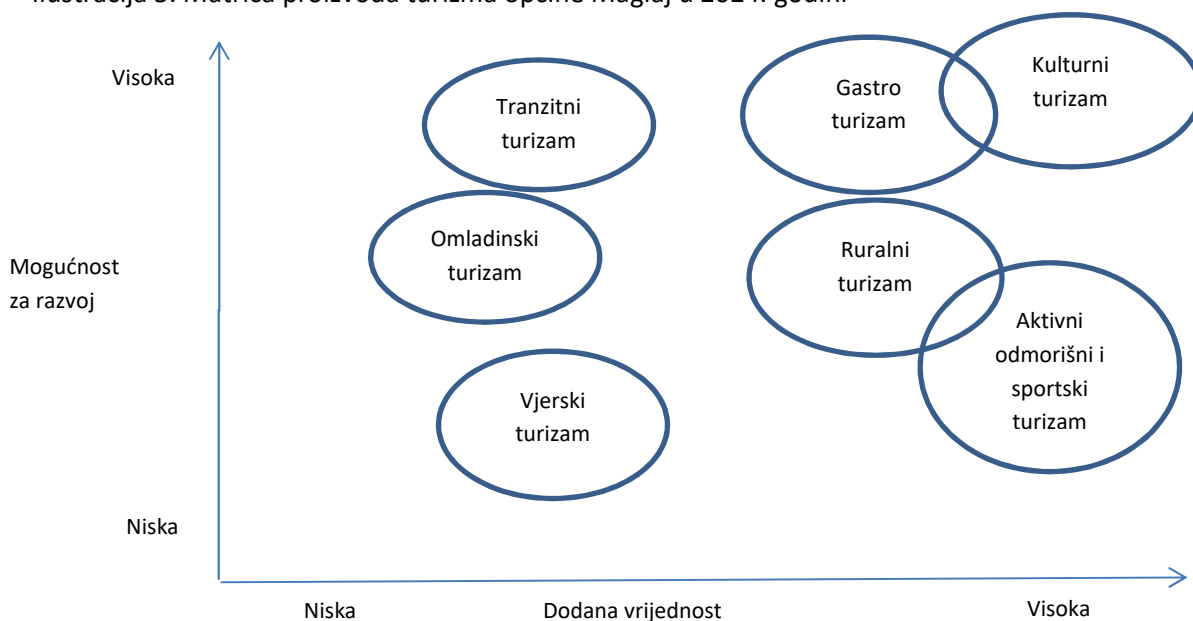 Visoka
Tranzitni
turizam
Gastro
turizam
Kulturni
turizam
Omladinski
turizam
Ruralni
turizam
Mogućnost
za razvoj
Aktivni
odmorišni i
sportski
turizam
Vjerski
turizam
Niska
Niska Dodana vrijednost Visoka